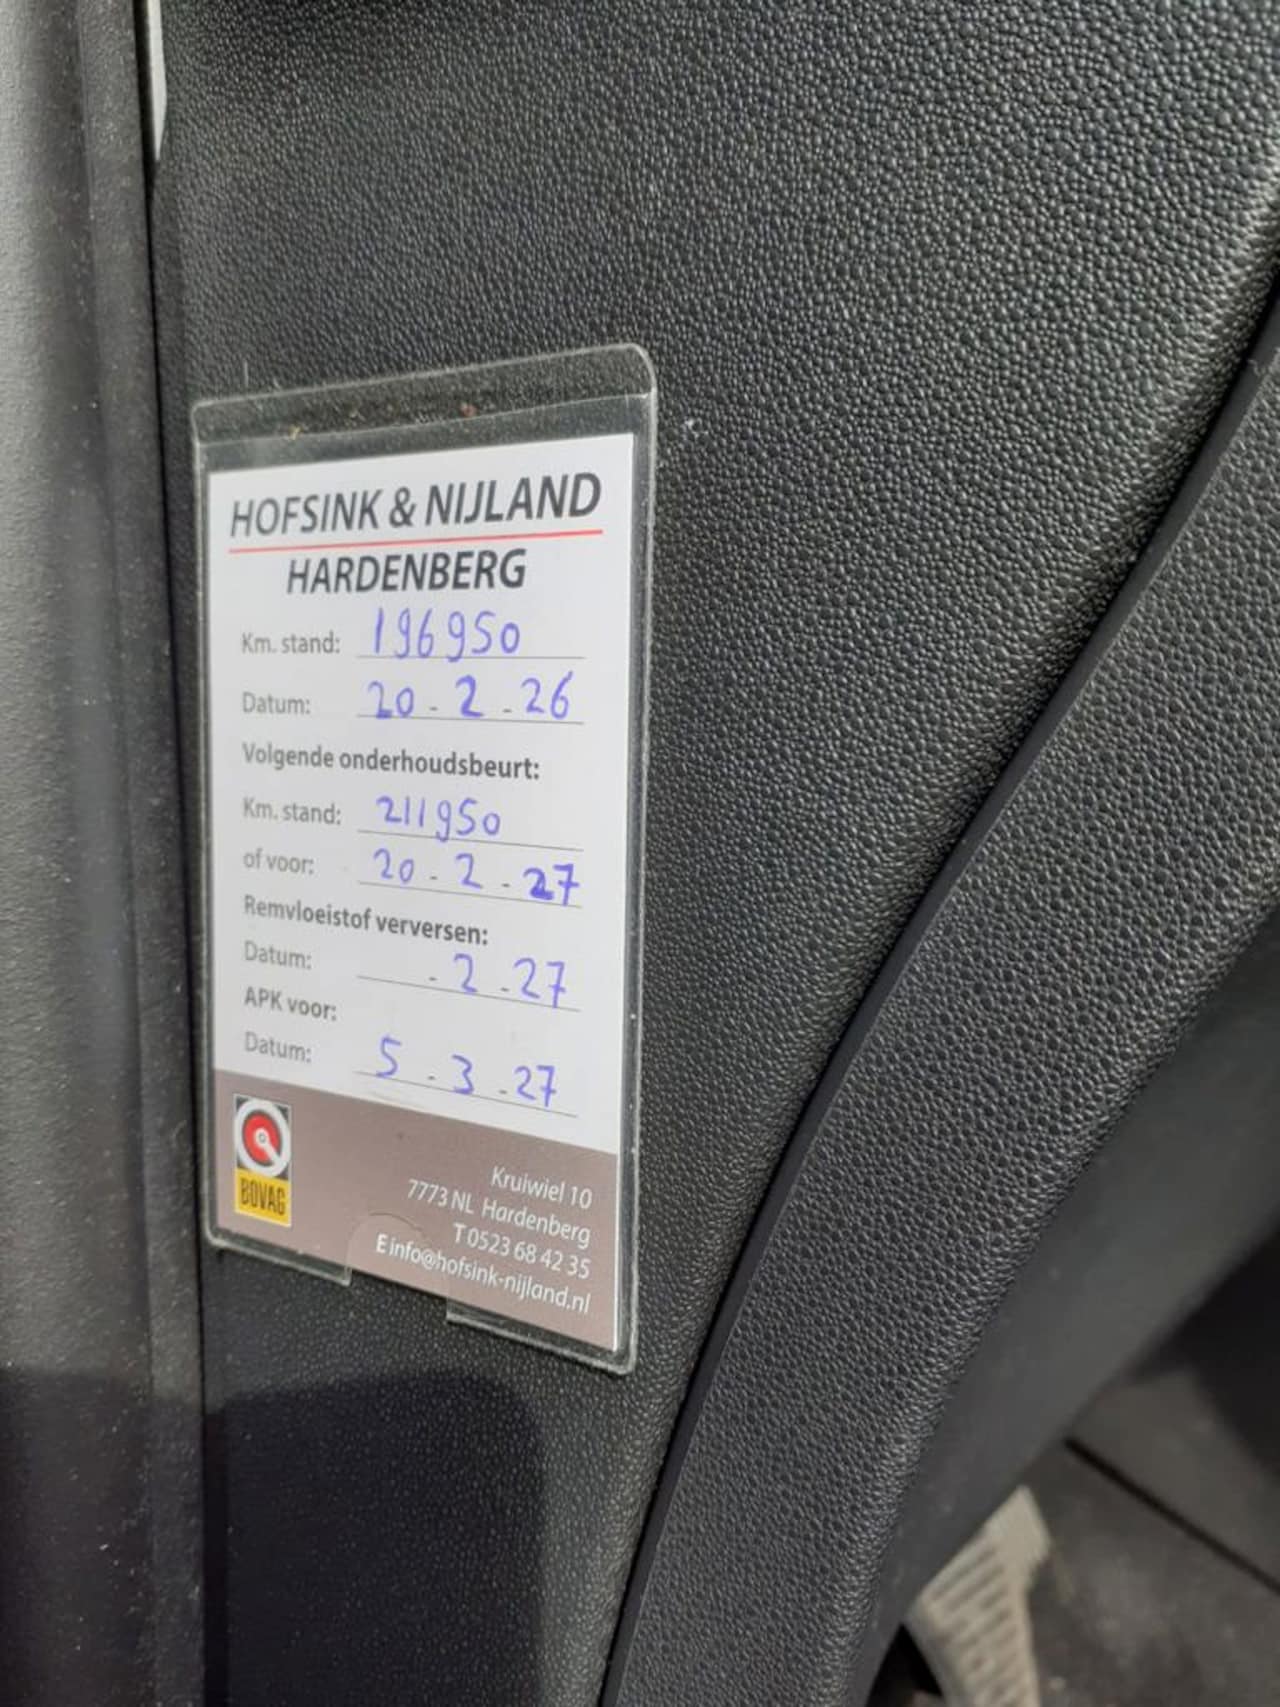 HOFSINK & NIJLAND
HARDENBERG
Km. stand: 196950
Datum: 20 - 2 - 26
Volgende onderhoudsbeurt:
Km. stand: 211950
of voor: 20 - 2 - 27
Remvloeistof verversen:
Datum: - 2 - 27
APK voor:
Datum: 5 - 3 - 27
BOVAG
Kruiwiel 10
7773 NL Hardenberg
T 0523 68 42 35
E info@hofsink-nijland.nl